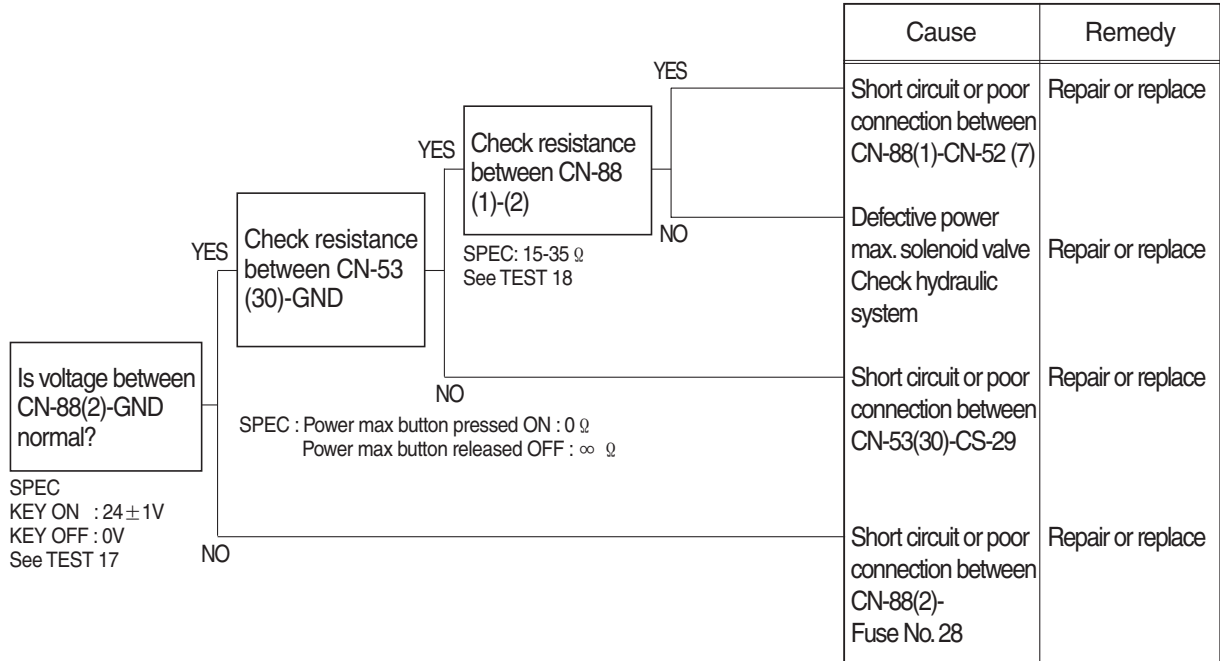 Cause
Remedy
YES
Short circuit or poor
connection between
CN-88(1)-CN-52 (7)
Repair or replace
YES
Check resistance
between CN-88
(1)-(2)
NO
SPEC: 15-35 Ω
See TEST 18
Defective power
max. solenoid valve
Check hydraulic
system
Repair or replace
YES
Check resistance
between CN-53
(30)-GND
NO
SPEC : Power max button pressed ON : 0 Ω
Power max button released OFF : ∞ Ω
Short circuit or poor
connection between
CN-53(30)-CS-29
Repair or replace
Is voltage between
CN-88(2)-GND
normal?
SPEC
KEY ON : 24±1V
KEY OFF : 0V
See TEST 17
NO
Short circuit or poor
connection between
CN-88(2)-
Fuse No. 28
Repair or replace